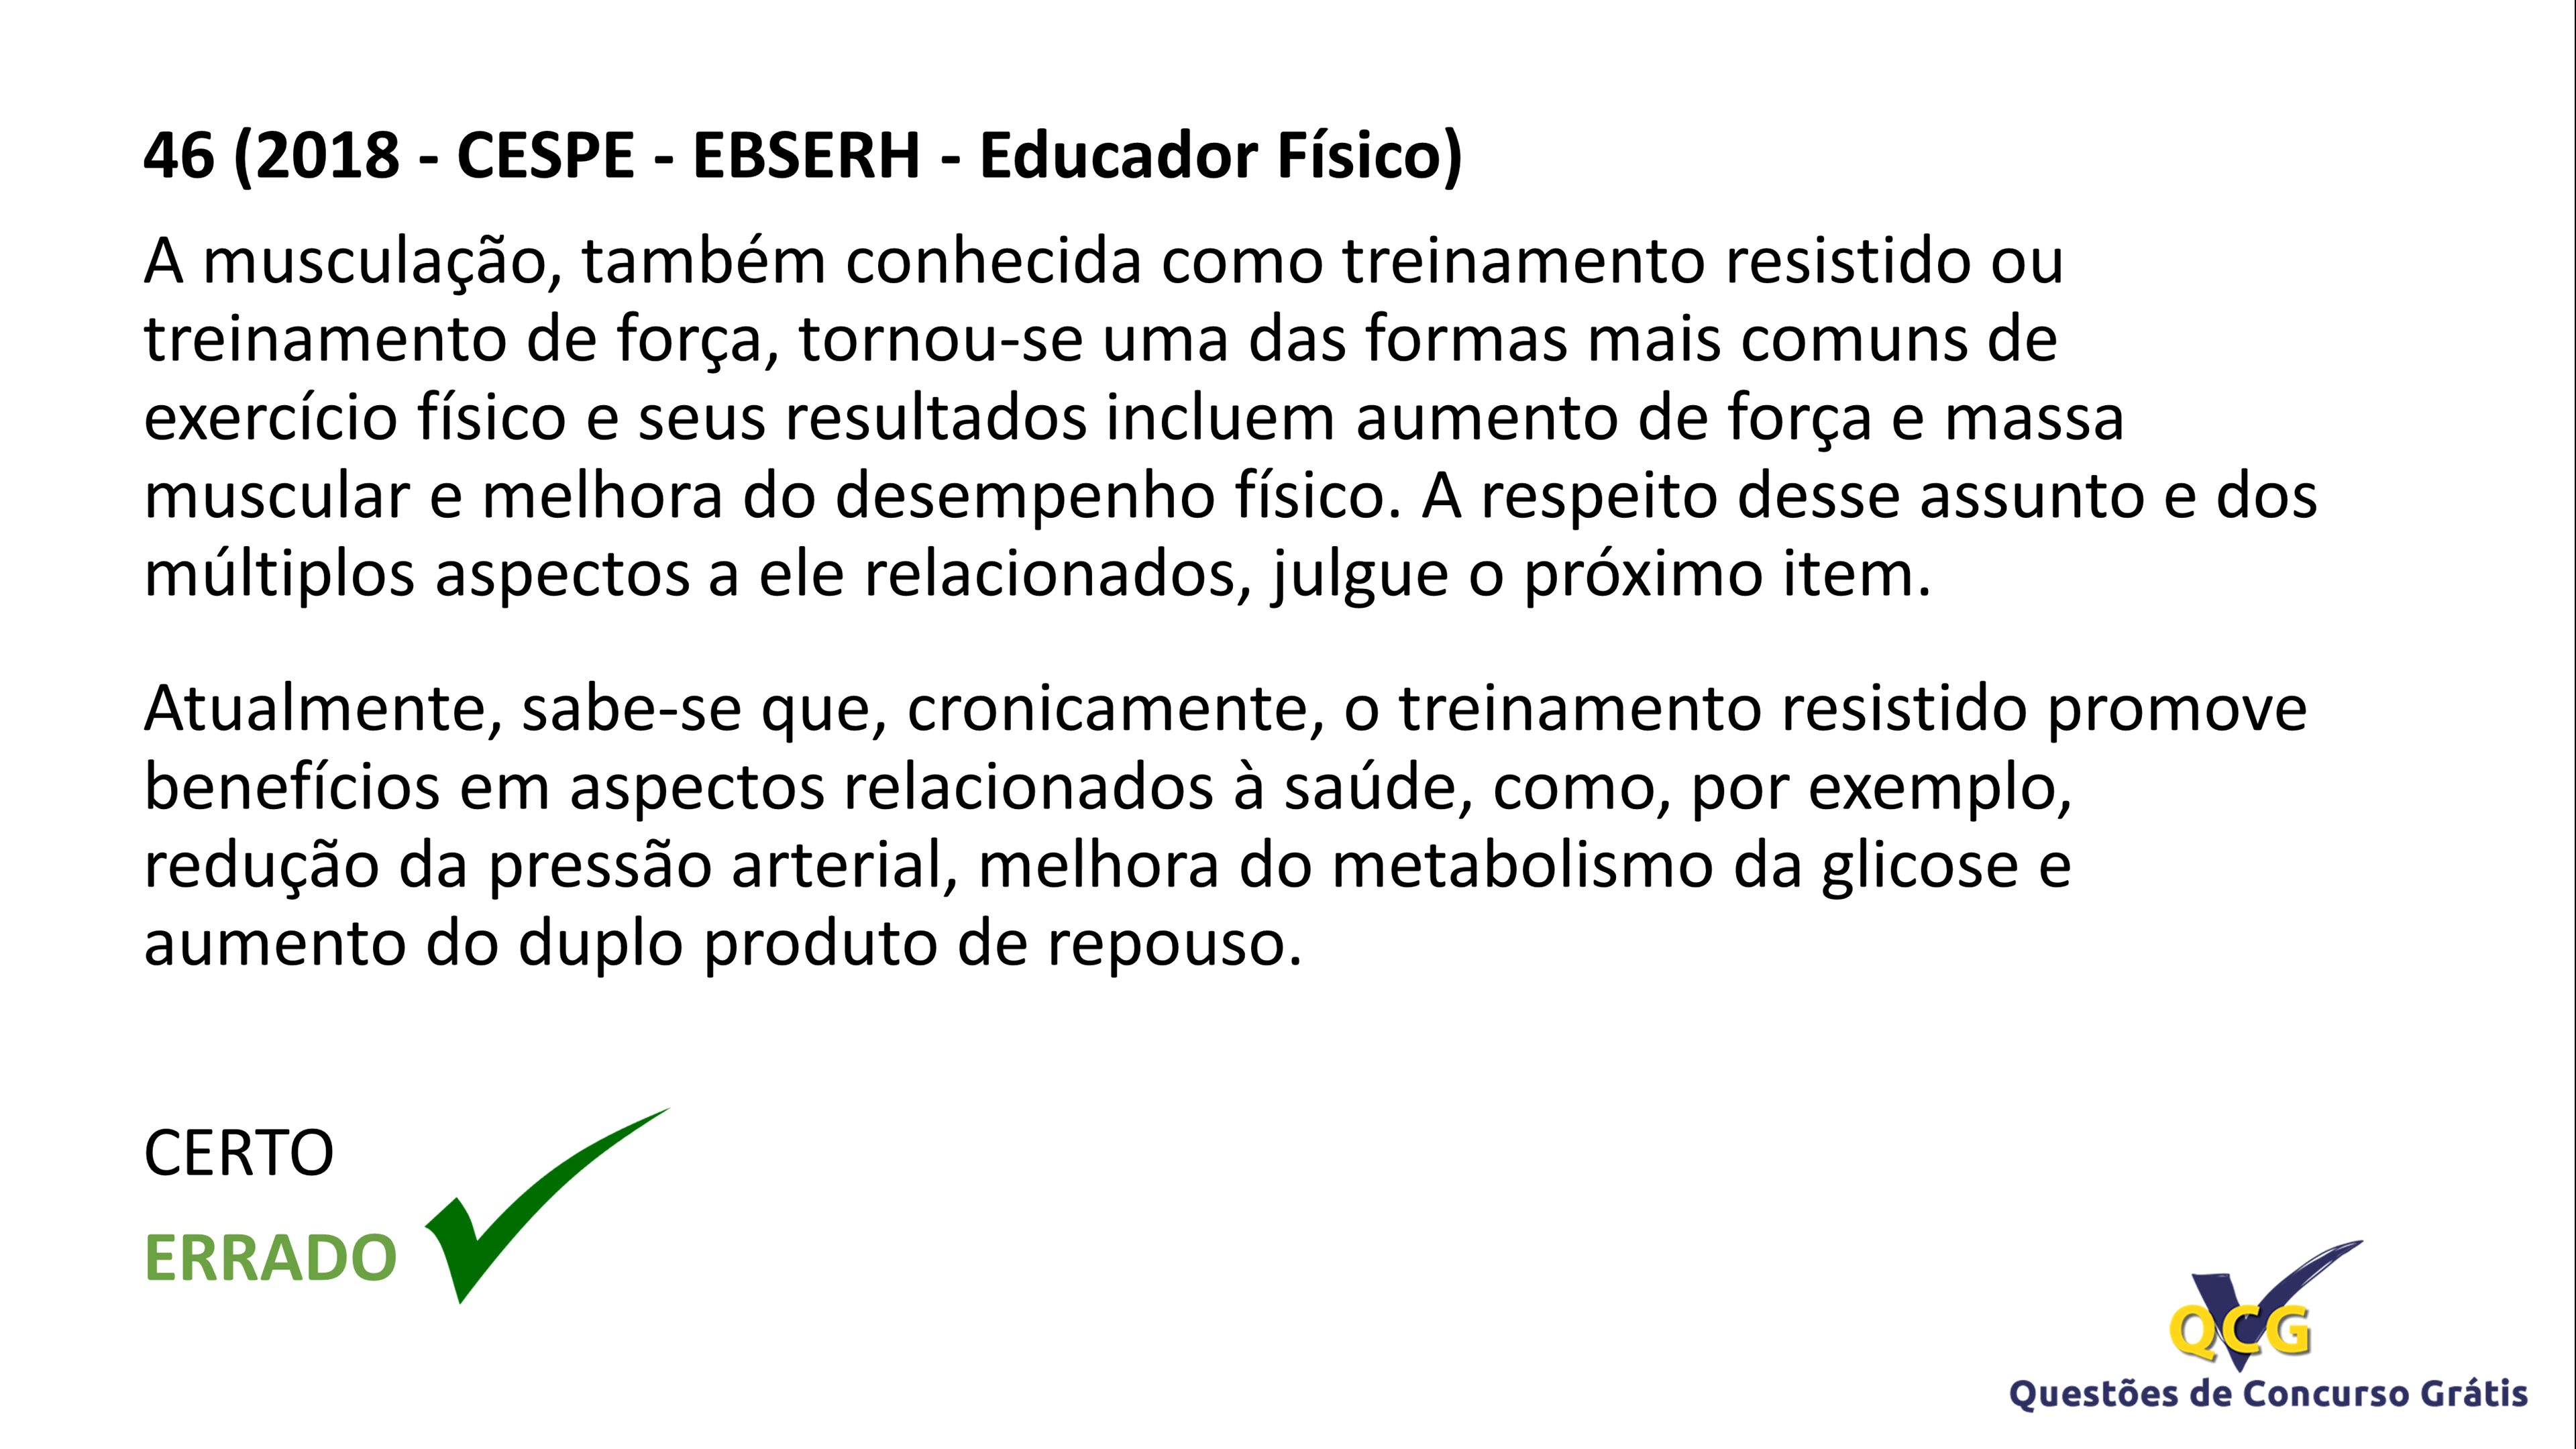 46 (2018 - CESPE - EBSERH - Educador Físico)
A musculação, também conhecida como treinamento resistido ou
treinamento de força, tornou-se uma das formas mais comuns de
exercício físico e seus resultados incluem aumento de força e massa
muscular e melhora do desempenho físico. A respeito desse assunto e dos
múltiplos aspectos a ele relacionados, julgue o próximo item.
Atualmente, sabe-se que, cronicamente, o treinamento resistido promove
benefícios em aspectos relacionados à saúde, como, por exemplo,
redução da pressão arterial, melhora do metabolismo da glicose e
aumento do duplo produto de repouso.
CERTO
ERRADO
QCG
Questões de Concurso Grátis